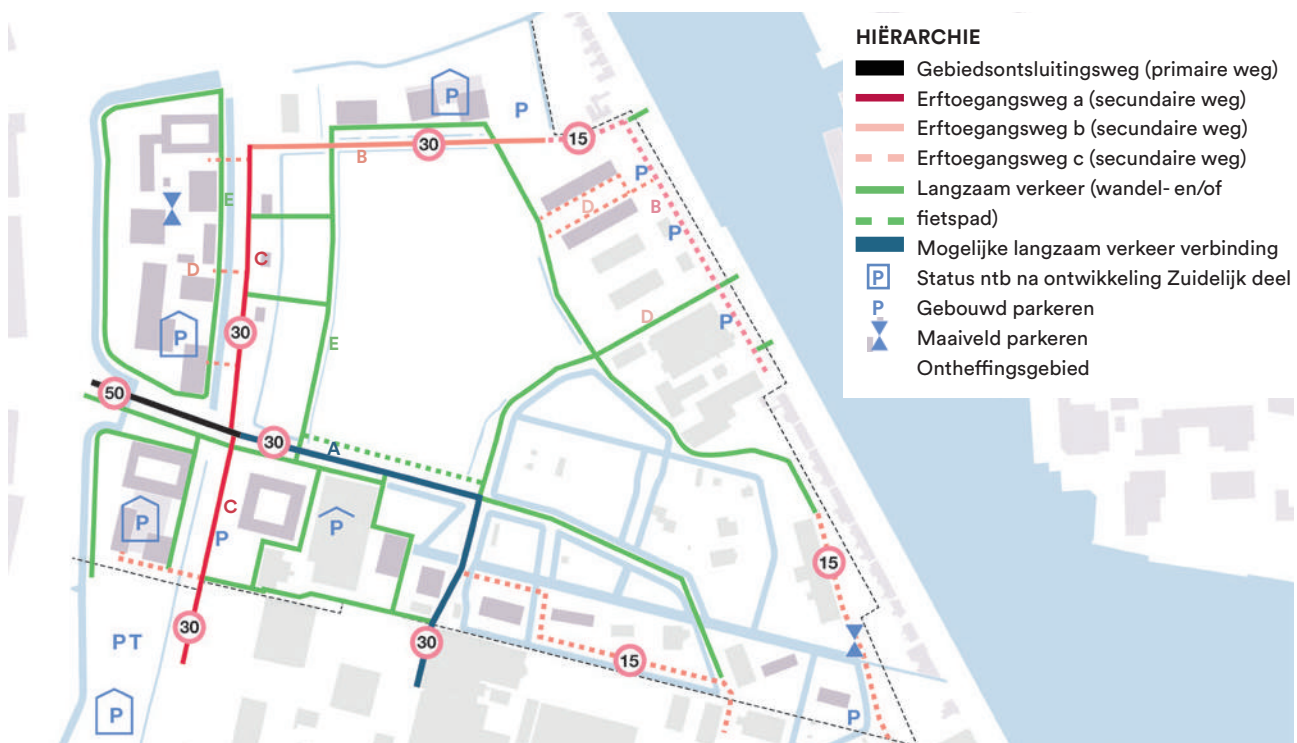 HIËRARCHIE
Gebiedsontsluitingsweg (primaire weg)
Erftoegangsweg a (secundaire weg)
Erftoegangsweg b (secundaire weg)
Erftoegangsweg c (secundaire weg)
Langzaam verkeer (wandel- en/of
fietspad)
Mogelijke langzaam verkeer verbinding
P Status ntb na ontwikkeling Zuidelijk deel
P Gebouwd parkeren
Maaiveld parkeren
Ontheffingsgebied
P
P
30
15
B
P
E
D
B
P
C
D
P
30
D
P
E
P
50
30
A
C
P
P
P
15
30
PT
30
15
P
P